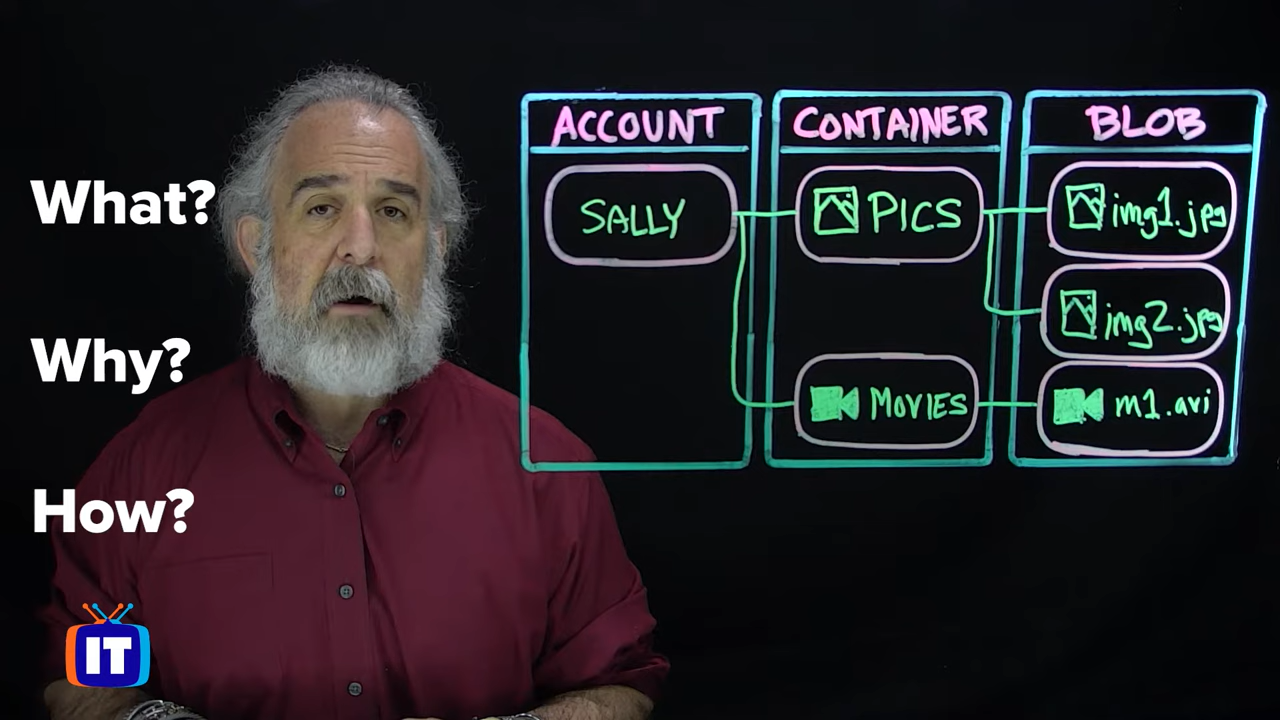 What?
Why?
How?
IT
ACCOUNT
SALLY
CONTAINER
PICS
MOVIES
BLOB
img1.jpg
img2.jpg
m1.avi